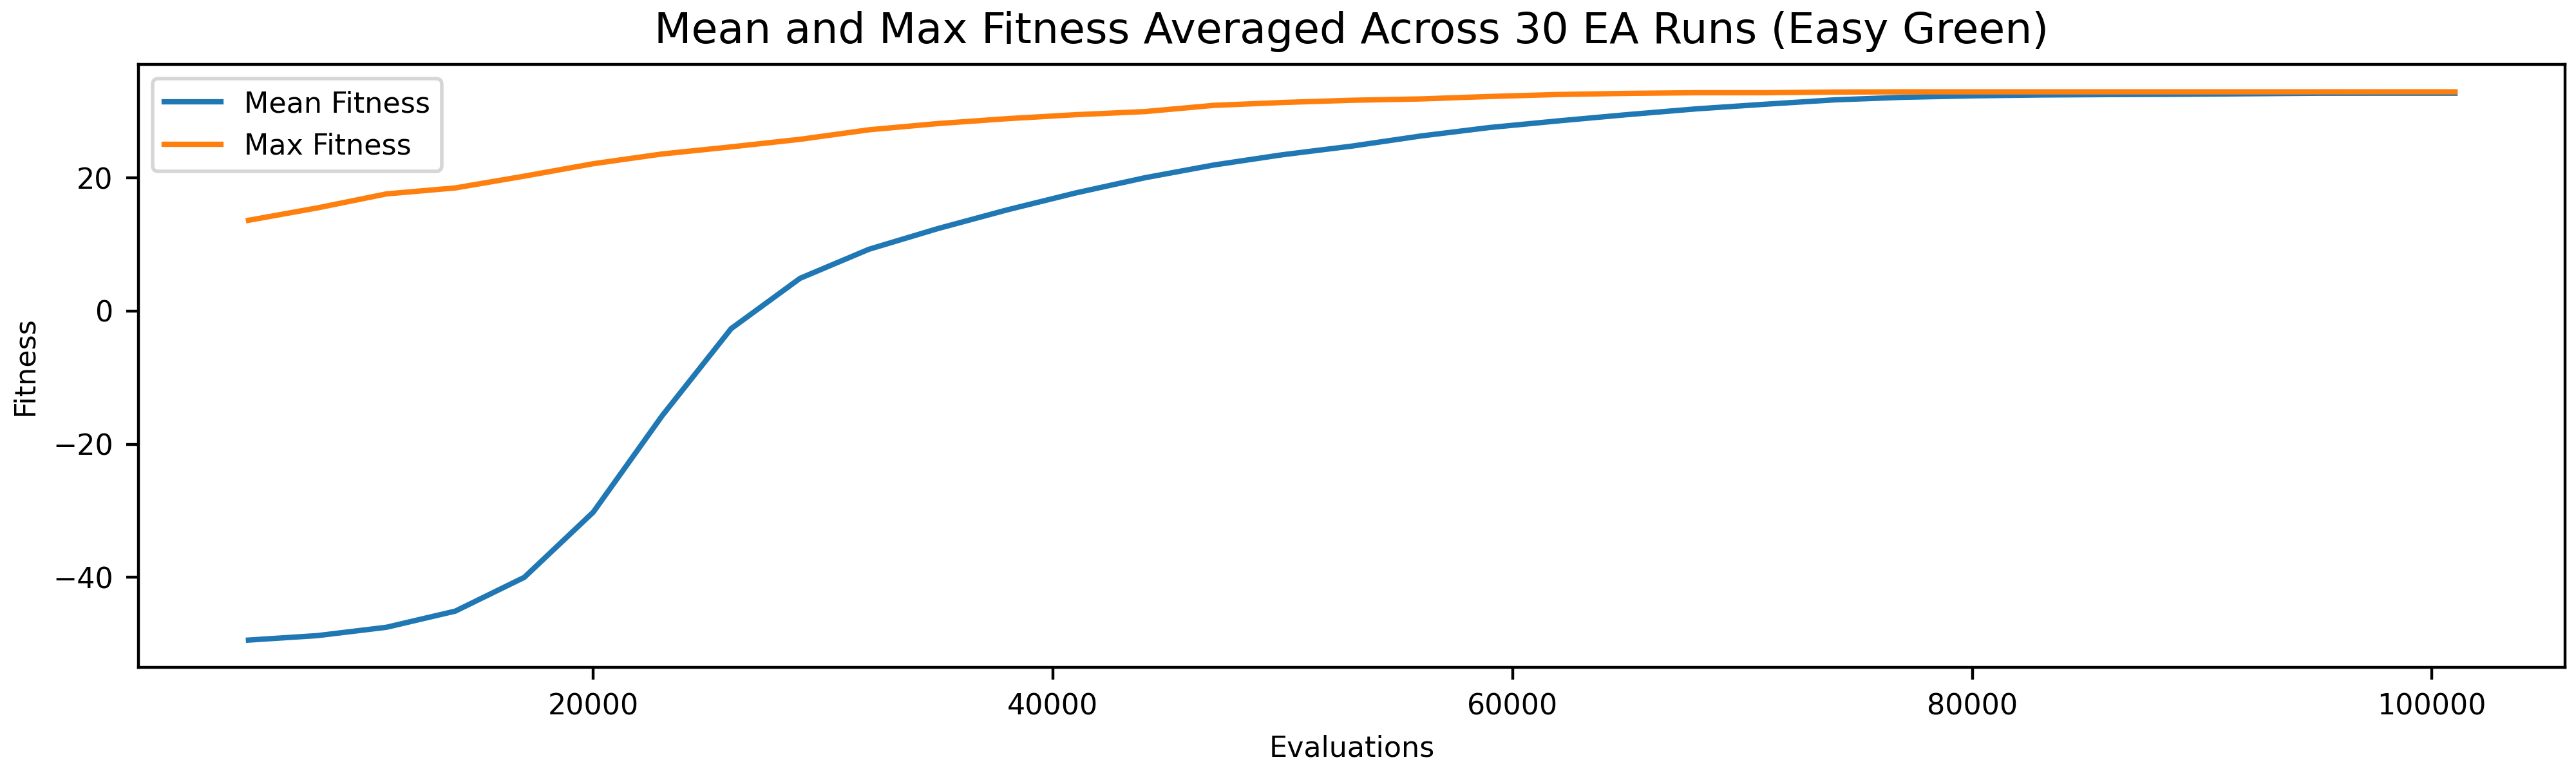 Mean and Max Fitness Averaged Across 30 EA Runs (Easy Green)
Mean Fitness
Max Fitness
Fitness
20
0
−20
−40
20000
40000
60000
80000
100000
Evaluations